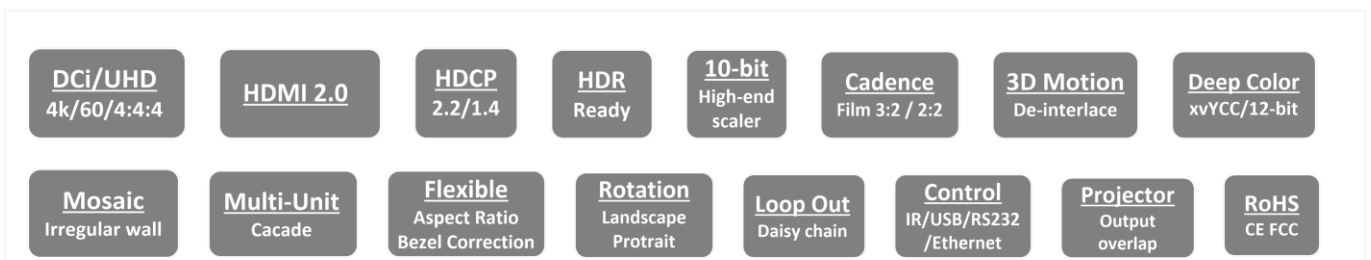 DCi/UHD
4k/60/4:4:4
HDMI 2.0
HDCP
2.2/1.4
HDR
Ready
10-bit
High-end
scaler
Cadence
Film 3:2 / 2:2
3D Motion
De-interlace
Deep Color
xvYCC/12-bit
Mosaic
Irregular wall
Multi-Unit
Cacade
Flexible
Aspect Ratio
Bezel Correction
Rotation
Landscape
Protrait
Loop Out
Daisy chain
Control
IR/USB/RS232
/Ethernet
Projector
Output
overlap
RoHS
CE FCC